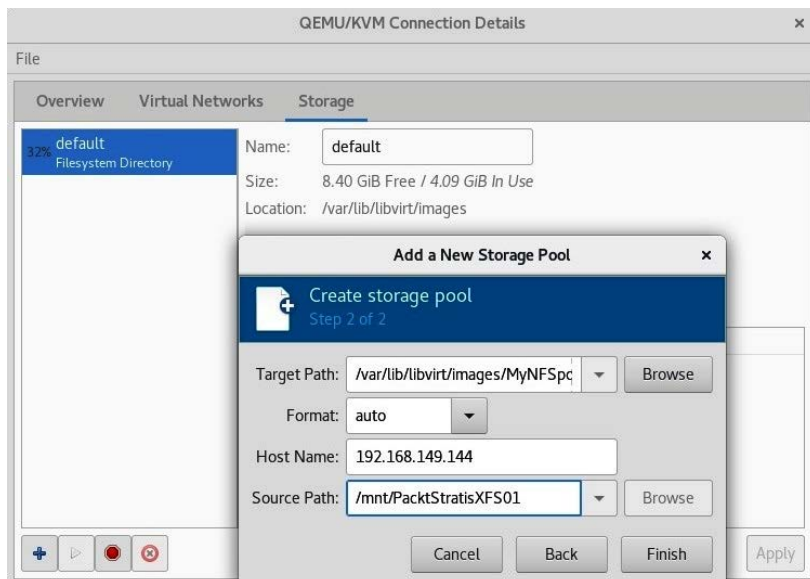 QEMU/KVM Connection Details
File
Overview Virtual Networks Storage
32% default
Filesystem Directory
Name: default
Size: 8.40 GiB Free / 4.09 GiB In Use
Location: /var/lib/libvirt/images
Add a New Storage Pool
Create storage pool
Step 2 of 2
Target Path: /var/lib/libvirt/images/MyNFSpo Browse
Format: auto
Host Name: 192.168.149.144
Source Path: /mnt/PacktStratisXFS01 Browse
Cancel Back Finish
Apply